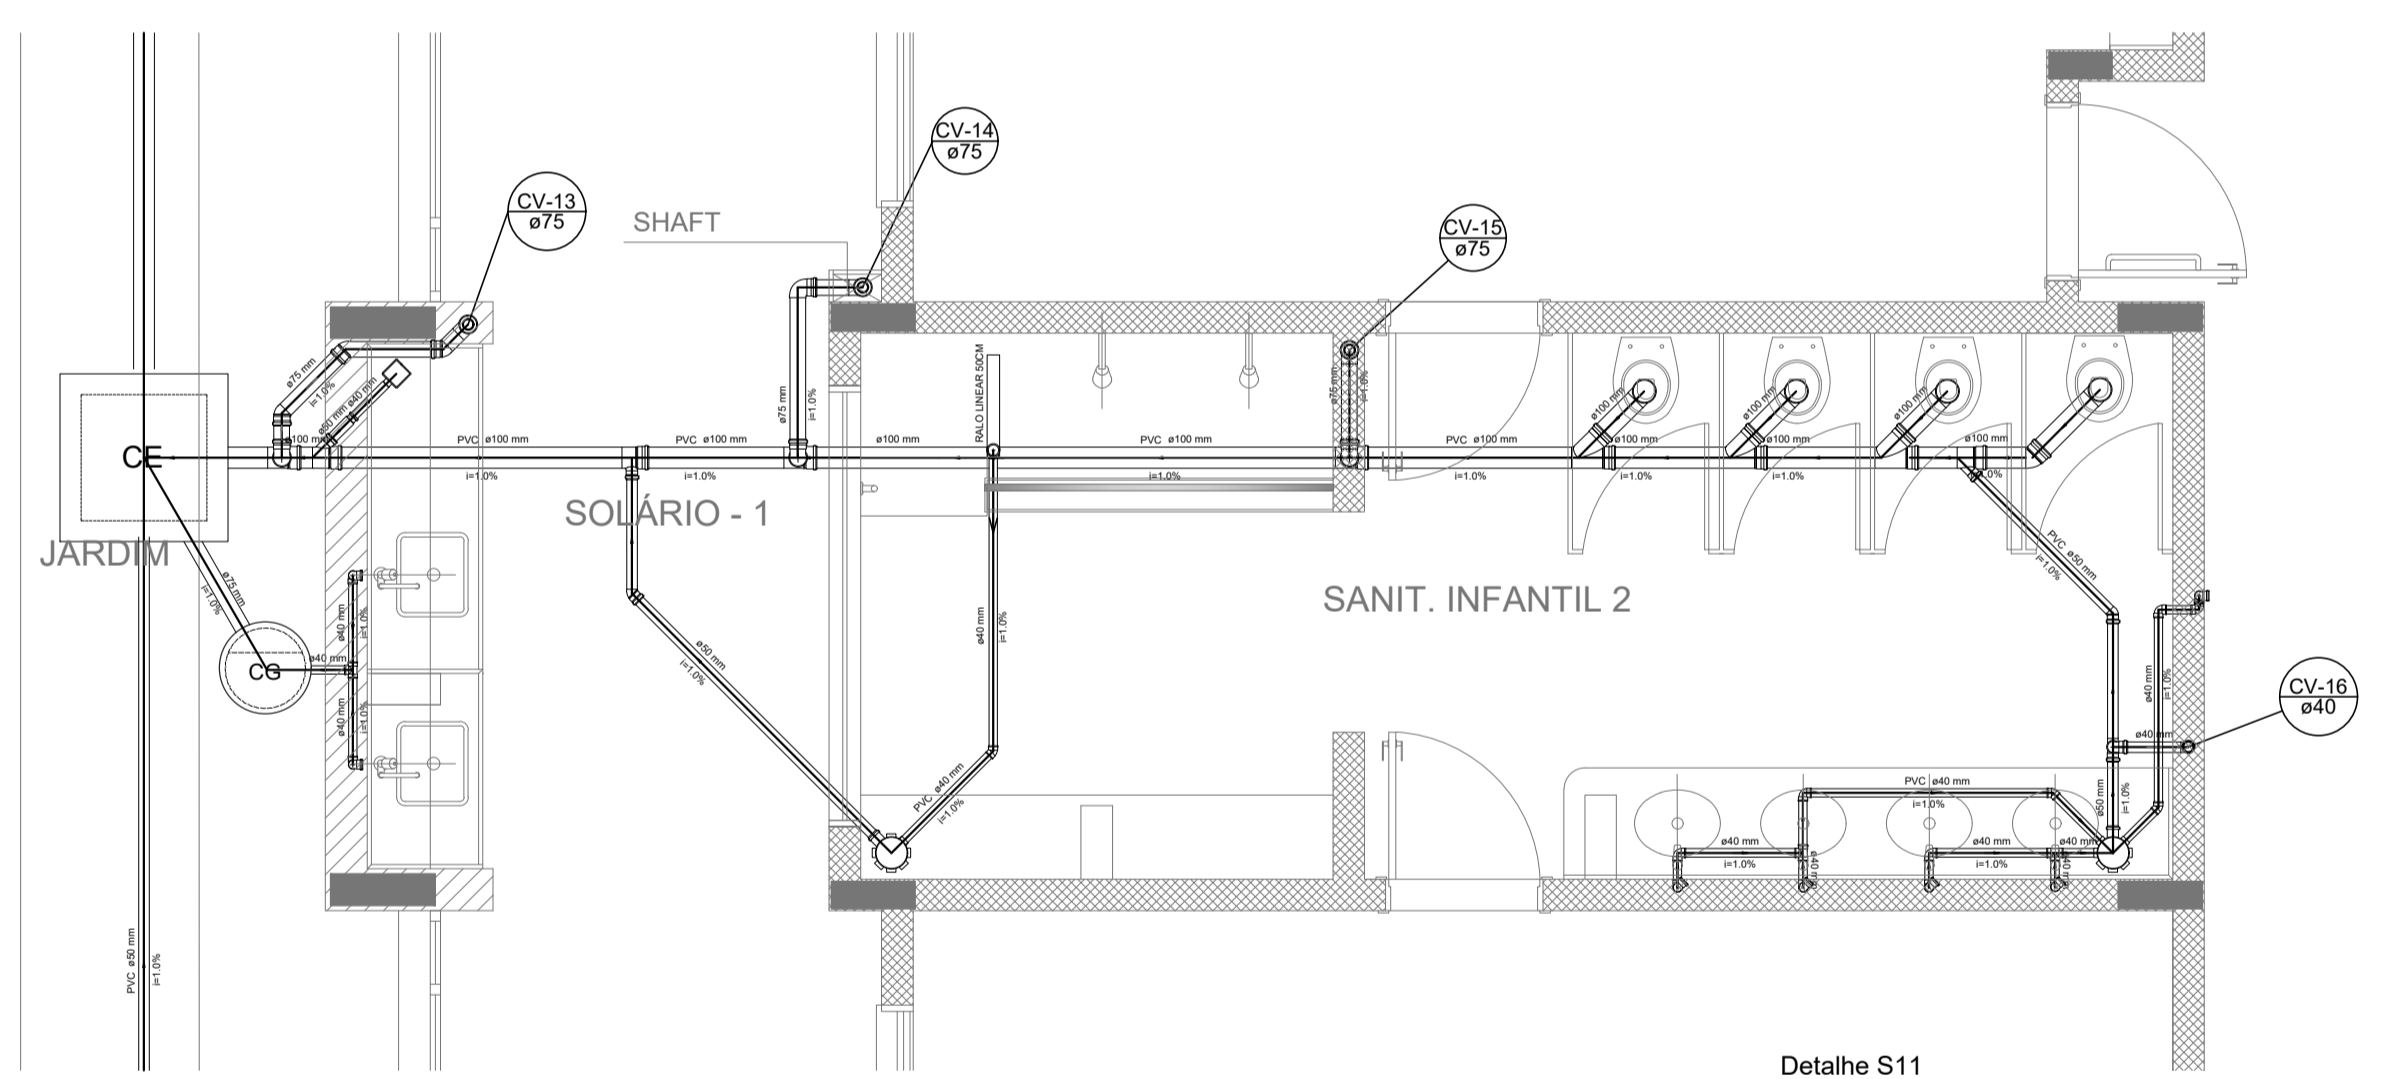 CV-14
ø75
CV-13
ø75
SHAFT
CV-15
ø75
RALO LINEAR 50CM
ø75 mm
i=1.0%
ø50 mm
ø40 mm
ø75 mm
i=1.0%
ø75 mm
i=1.0%
ø100 mm
ø100 mm
ø100 mm
CE
ø100 mm
PVC ø100 mm
i=1.0%
PVC ø100 mm
i=1.0%
ø100 mm
PVC ø100 mm
i=1.0%
PVC ø100 mm
i=1.0%
ø100 mm
i=1.0%
ø100 mm
i=1.0%
ø100 mm
SOLÁRIO - 1
JARDIM
ø75 mm
i=1.0%
PVC ø50 mm
i=1.0%
SANIT. INFANTIL 2
ø40 mm
i=1.0%
ø40 mm
i=1.0%
ø50 mm
i=1.0%
CG
ø40 mm
ø40 mm
i=1.0%
ø40 mm
i=1.0%
CV-16
ø40
ø40 mm
PVC ø40 mm
i=1.0%
PVC ø40 mm
i=1.0%
ø50 mm
i=1.0%
ø40 mm
i=1.0%
ø40 mm
i=1.0%
ø40 mm
PVC ø50 mm
i=1.0%
Detalhe S11